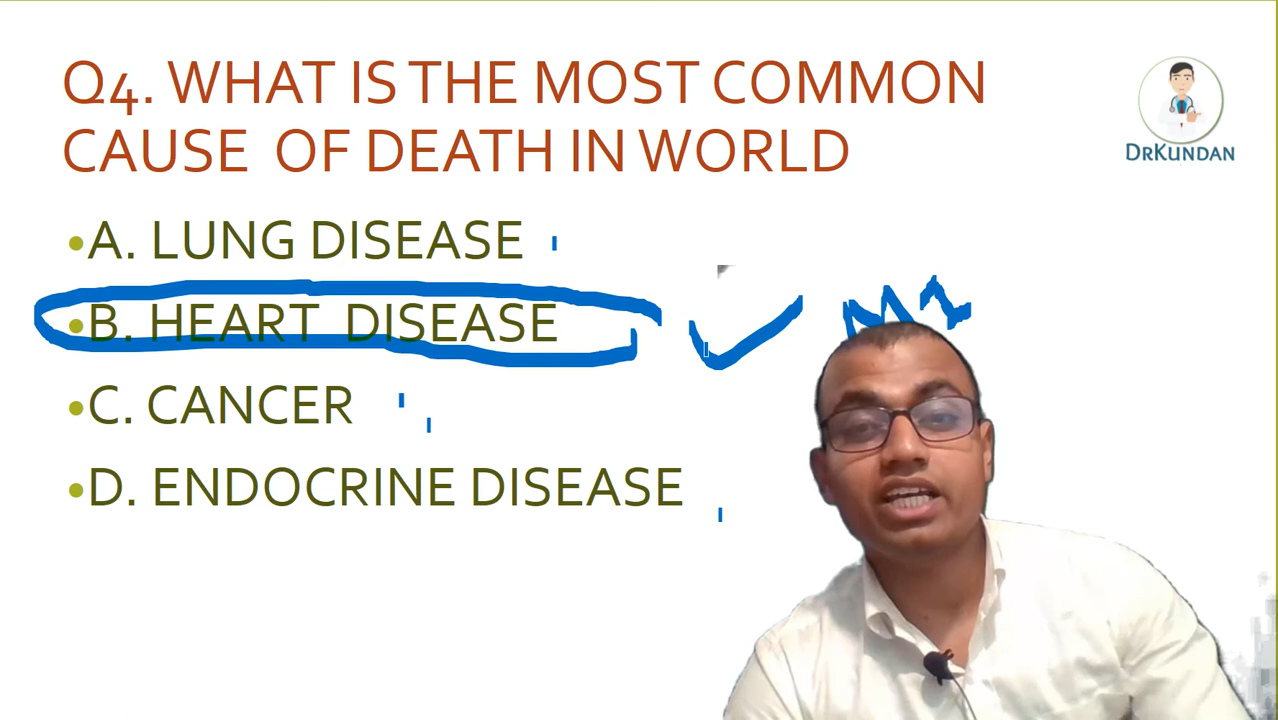 Q4. WHAT IS THE MOST COMMON
CAUSE OF DEATH IN WORLD
DRKUNDAN
•A. LUNG DISEASE
•B. HEART DISEASE
•C. CANCER
•D. ENDOCRINE DISEASE